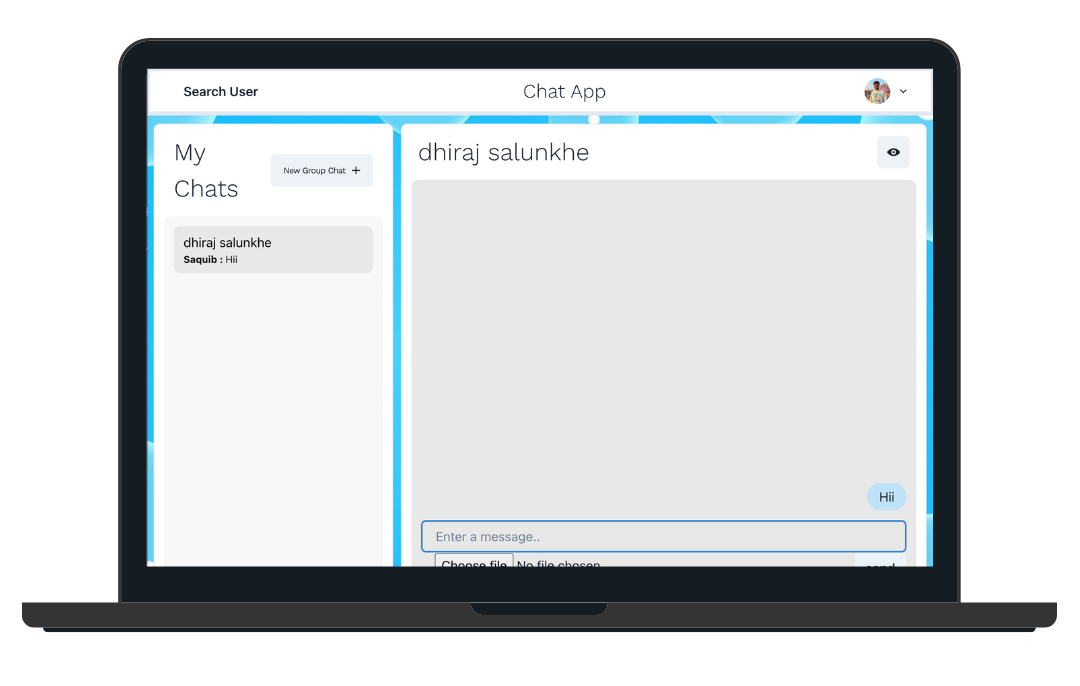 Search User
Chat App
My
Chats
New Group Chat +
dhiraj salunkhe
Saquib : Hii
dhiraj salunkhe
Hii
Enter a message..
Choose file No file chosen
send